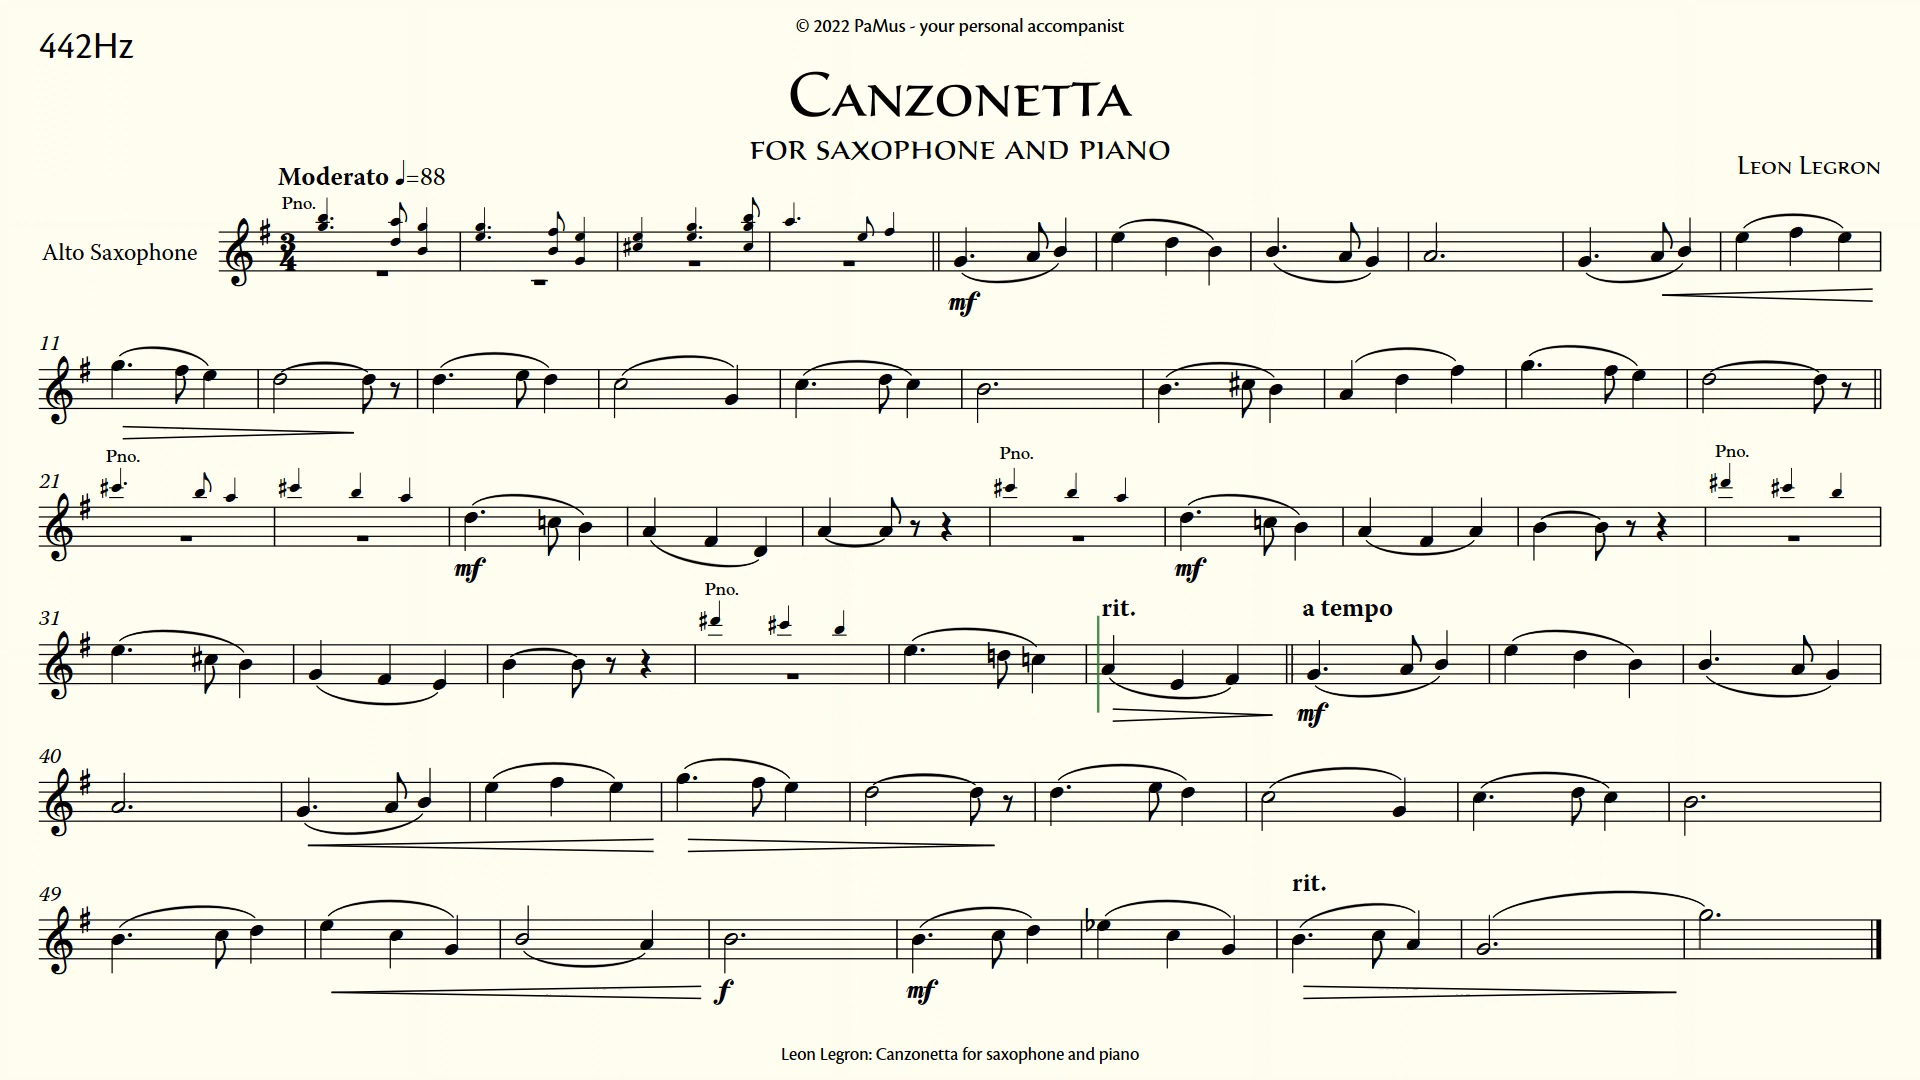 © 2022 PaMus - your personal accompanist
442Hz
Canzonetta
for saxophone and piano
Leon Legron
Moderato ♩=88
Pno.
Alto Saxophone
3
4
mf
11
Pno. Pno. Pno.
21
mf mf
Pno. rit. a tempo
31
mf
40
rit.
49
f mf
Leon Legron: Canzonetta for saxophone and piano